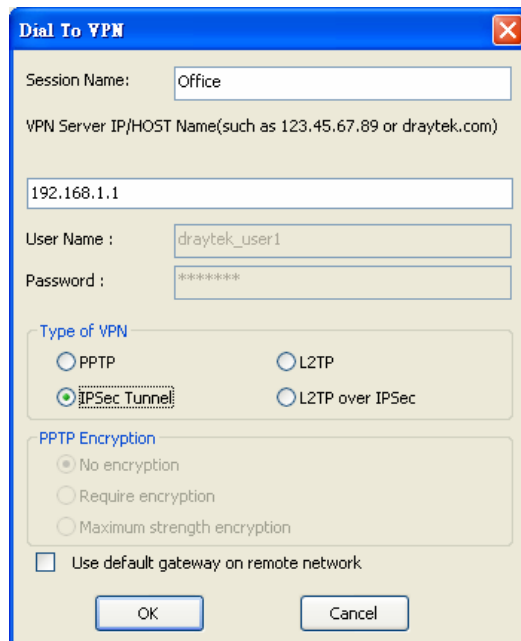 Dial To VPN
Session Name: Office
VPN Server IP/HOST Name(such as 123.45.67.89 or draytek.com)
192.168.1.1
User Name : draytek_user1
Password : *******
Type of VPN
PPTP L2TP
IPSec Tunnel L2TP over IPSec
PPTP Encryption
No encryption
Require encryption
Maximum strength encryption
Use default gateway on remote network
OK Cancel